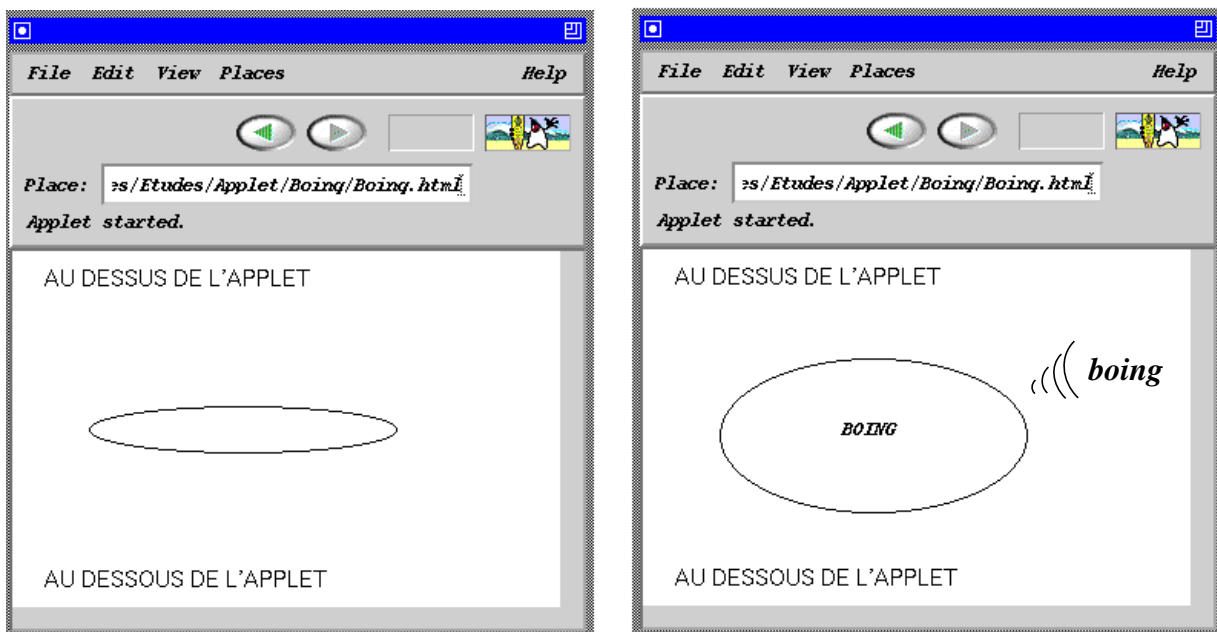 File Edit View Places Help
Place: es/Etudes/Applet/Boing/Boing.html
Applet started.
AU DESSUS DE L'APPLET
AU DESSOUS DE L'APPLET
File Edit View Places Help
Place: es/Etudes/Applet/Boing/Boing.html
Applet started.
AU DESSUS DE L'APPLET
boing
BOING
AU DESSOUS DE L'APPLET